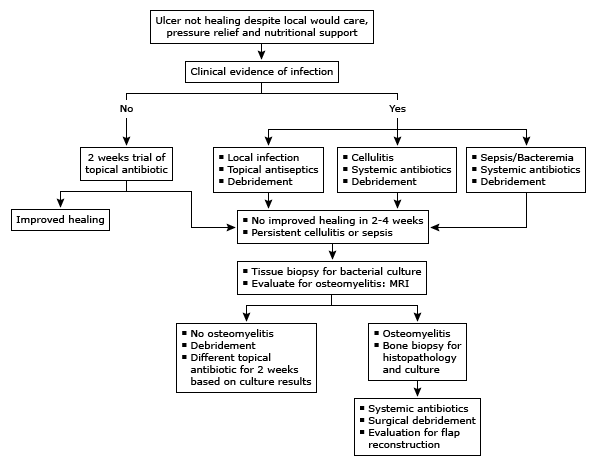 Ulcer not healing despite local would care,
pressure relief and nutritional support
Clinical evidence of infection
No
Yes
2 weeks trial of
topical antibiotic
▪ Local infection
▪ Topical antiseptics
▪ Debridement
▪ Cellulitis
▪ Systemic antibiotics
▪ Debridement
▪ Sepsis/Bacteremia
▪ Systemic antibiotics
▪ Debridement
Improved healing
▪ No improved healing in 2-4 weeks
▪ Persistent cellulitis or sepsis
▪ Tissue biopsy for bacterial culture
▪ Evaluate for osteomyelitis: MRI
▪ No osteomyelitis
▪ Debridement
▪ Different topical
antibiotic for 2 weeks
based on culture results
▪ Osteomyelitis
▪ Bone biopsy for
histopathology
and culture
▪ Systemic antibiotics
▪ Surgical debridement
▪ Evaluation for flap
reconstruction